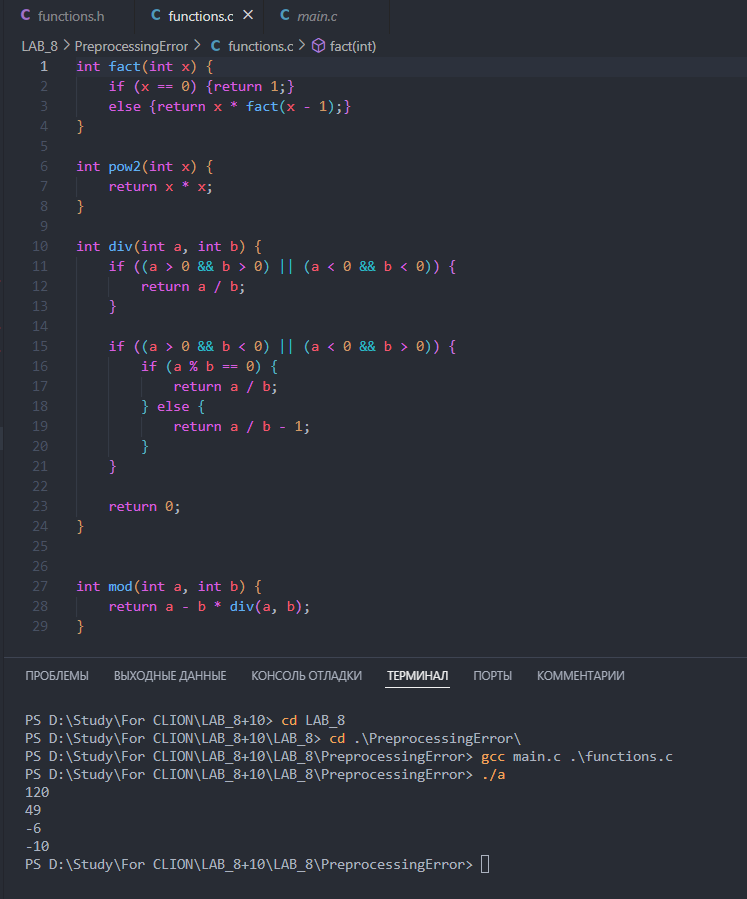 C functions.h C functions.c × C main.c
LAB_8 > PreprocessingError > C functions.c > fact(int)
1 int fact(int x) {
2 if (x == 0) {return 1;}
3 else {return x * fact(x - 1);}
4 }
5
6 int pow2(int x) {
7 return x * x;
8 }
9
10 int div(int a, int b) {
11 if ((a > 0 && b > 0) || (a < 0 && b < 0)) {
12 return a / b;
13 }
14
15 if ((a > 0 && b < 0) || (a < 0 && b > 0)) {
16 if (a % b == 0) {
17 return a / b;
18 } else {
19 return a / b - 1;
20 }
21 }
22
23 return 0;
24 }
25
26
27 int mod(int a, int b) {
28 return a - b * div(a, b);
29 }
ПРОБЛЕМЫ ВЫХОДНЫЕ ДАННЫЕ КОНСОЛЬ ОТЛАДКИ ТЕРМИНАЛ ПОРТЫ КОММЕНТАРИИ
PS D:\Study\For CLION\LAB_8+10> cd LAB_8
PS D:\Study\For CLION\LAB_8+10\LAB_8> cd .\PreprocessingError\
PS D:\Study\For CLION\LAB_8+10\LAB_8\PreprocessingError> gcc main.c .\functions.c
PS D:\Study\For CLION\LAB_8+10\LAB_8\PreprocessingError> ./a
120
49
-6
-10
PS D:\Study\For CLION\LAB_8+10\LAB_8\PreprocessingError>